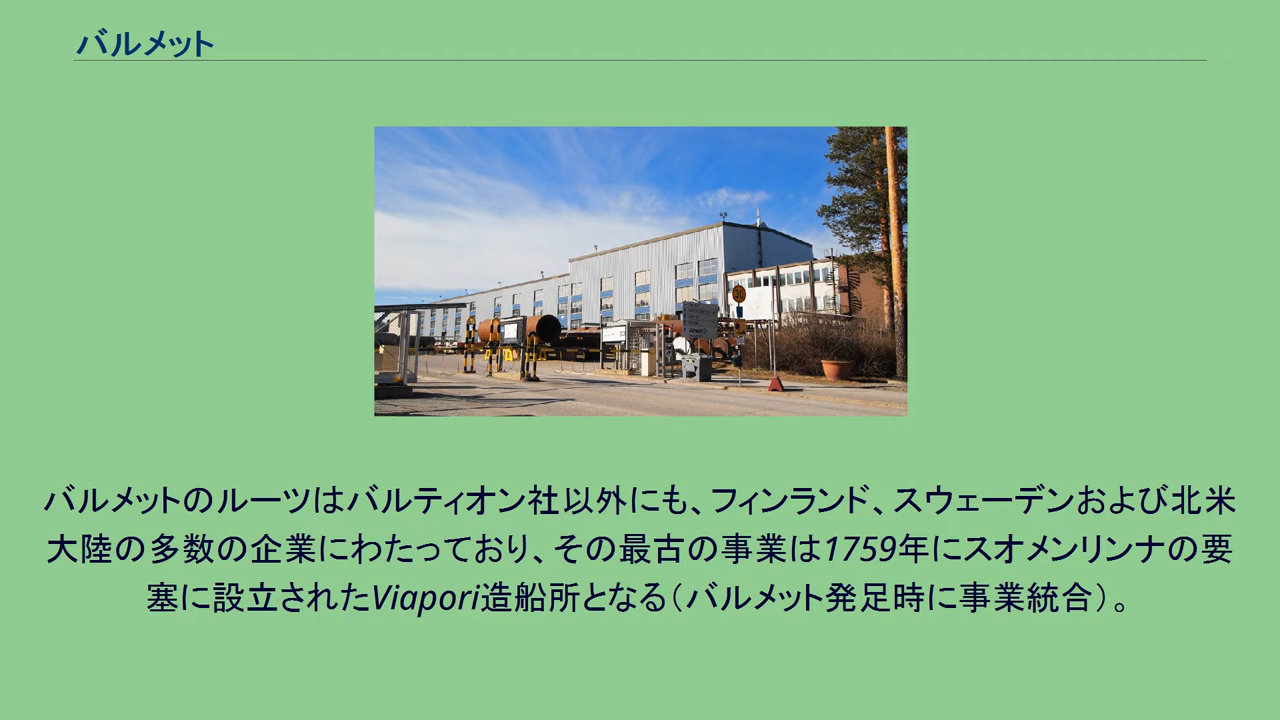 バルメット
バルメットのルーツはバルティオン社以外にも、フィンランド、スウェーデンおよび北米
大陸の多数の企業にわたっており、その最古の事業は1759年にスオメンリンナの要
塞に設立されたViapori造船所となる（バルメット発足時に事業統合）。